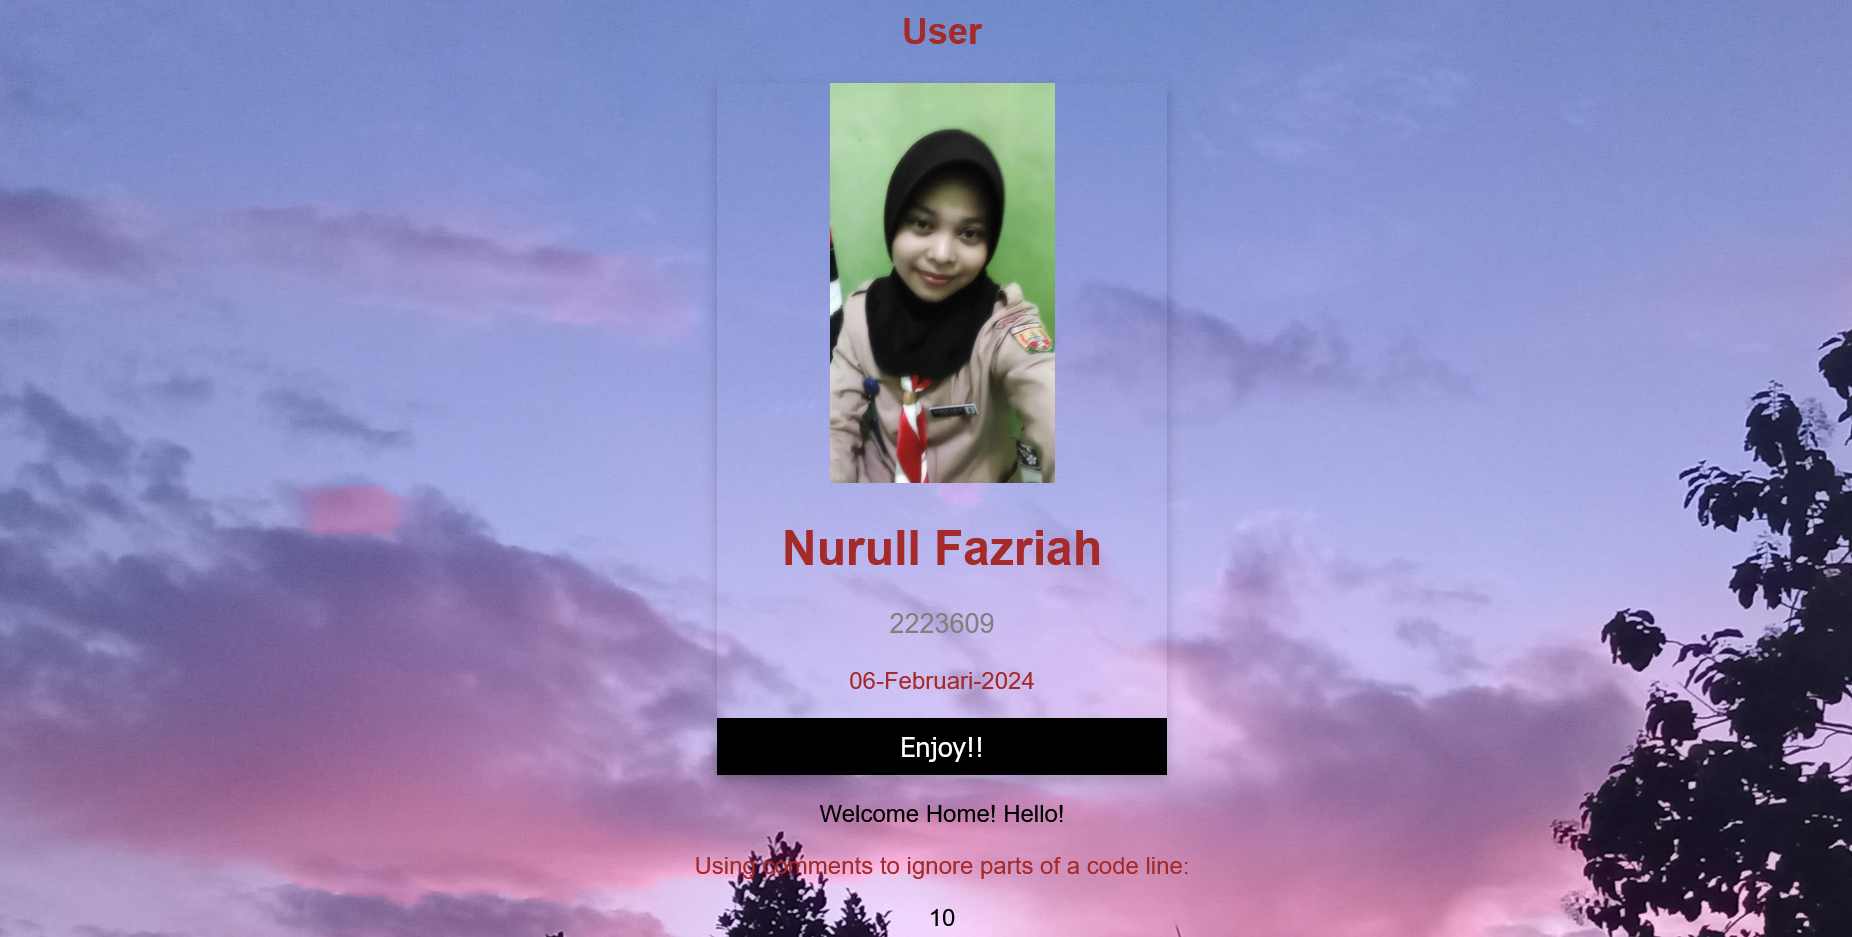 User
Nurull Fazriah
2223609
06-Februari-2024
Enjoy!!
Welcome Home! Hello!
Using comments to ignore parts of a code line:
10